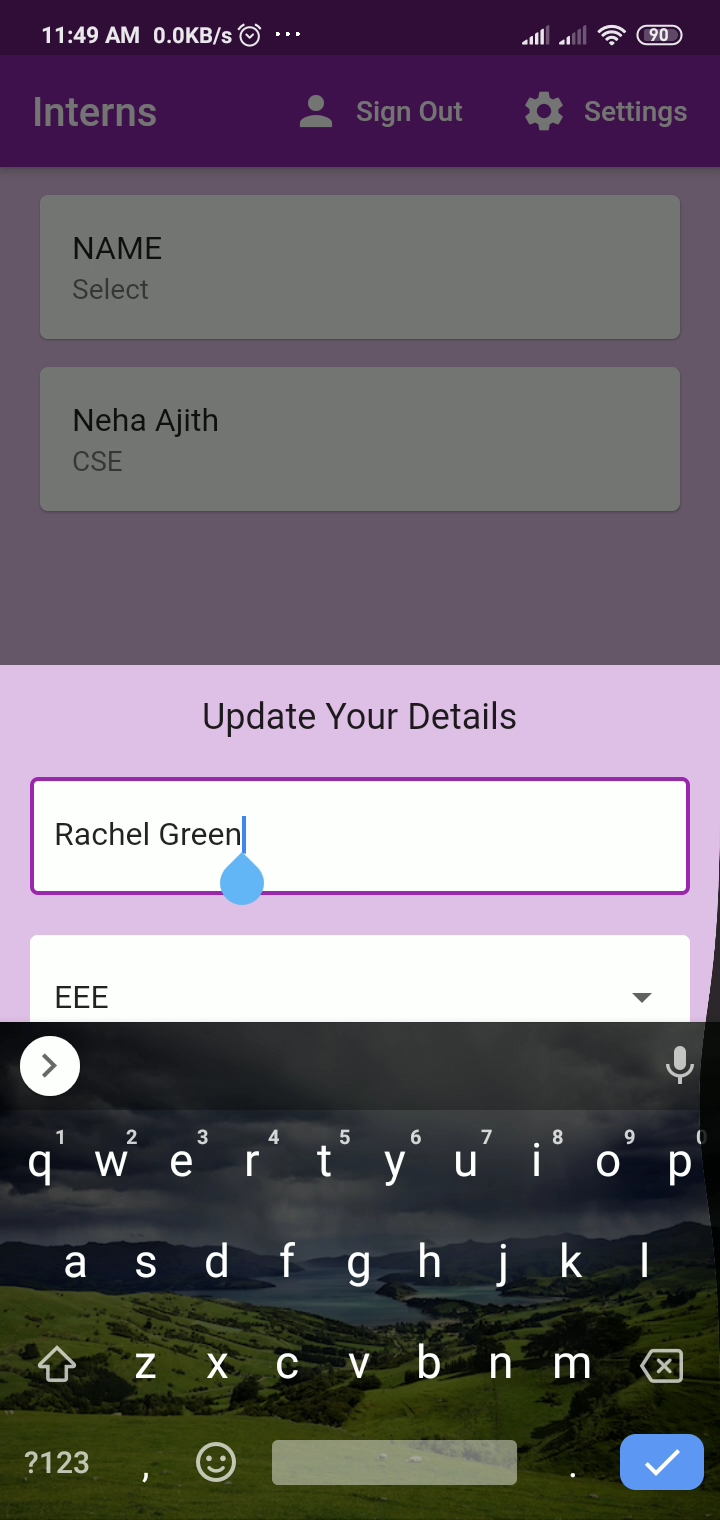 11:49 AM 0.0KB/s ... 90
Interns Sign Out Settings
NAME
Select
Neha Ajith
CSE
Update Your Details
Rachel Green
EEE
1 2 3 4 5 6 7 8 9 0
q w e r t y u i o p
a s d f g h j k l
z x c v b n m
?123 , .